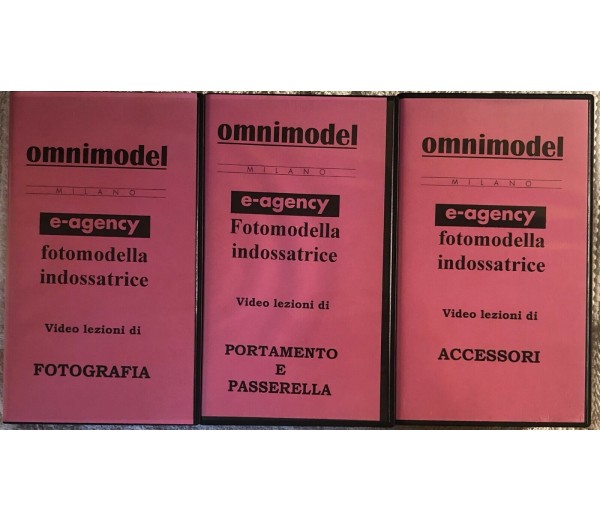 omnimodel
MILANO
e-agency
fotomodella
indossatrice
Video lezioni di
FOTOGRAFIA
omnimodel
MILANO
e-agency
Fotomodella
indossatrice
Video lezioni di
PORTAMENTO
E
PASSERELLA
omnimodel
MILANO
e-agency
fotomodella
indossatrice
Video lezioni di
ACCESSORI